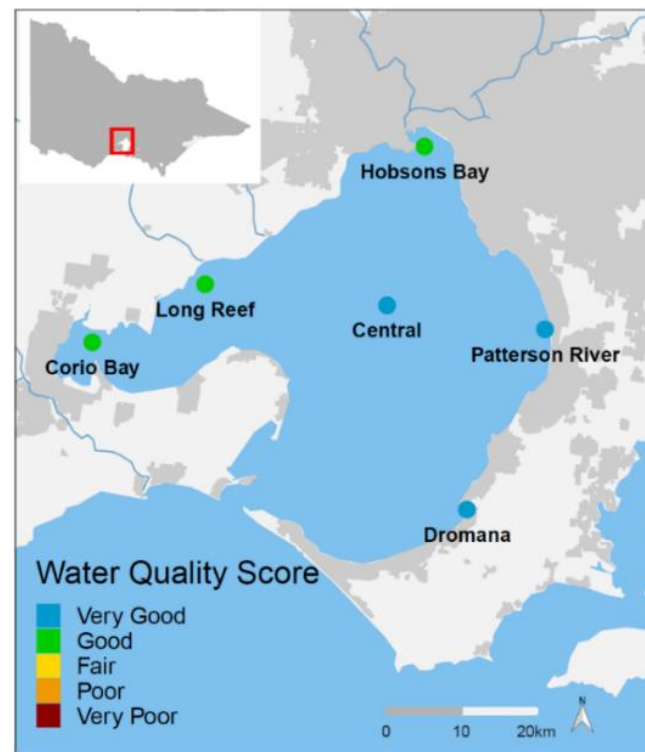 Hobsons Bay
Long Reef
Central
Patterson River
Corio Bay
Dromana
Water Quality Score
Very Good
Good
Fair
Poor
Very Poor
N
0 10 20km